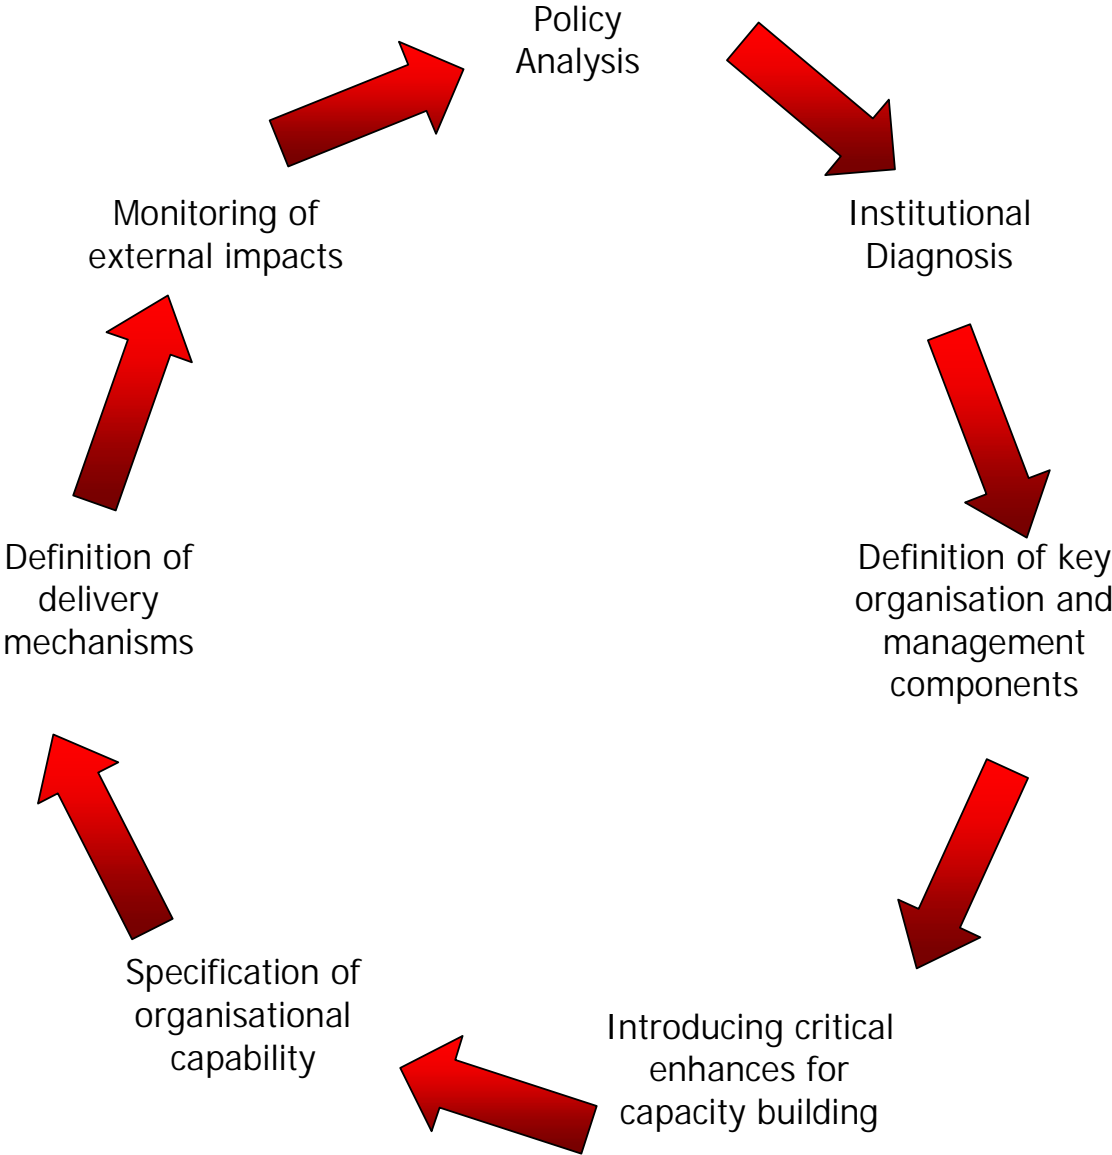 Policy
Analysis
Institutional
Diagnosis
Definition of key
organisation and
management
components
Introducing critical
enhances for
capacity building
Specification of
organisational
capability
Definition of
delivery
mechanisms
Monitoring of
external impacts